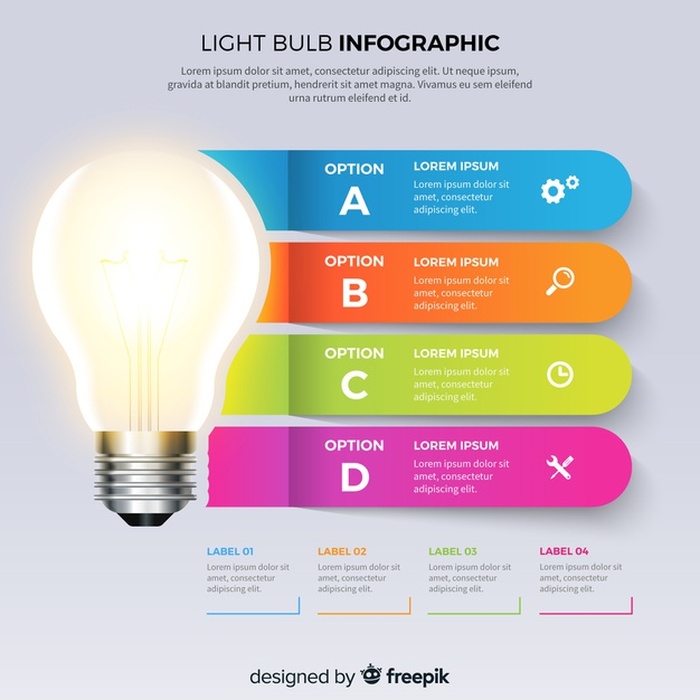 LIGHT BULB INFOGRAPHIC
Lorem ipsum dolor sit amet, consectetur adipiscing elit. Ut neque ipsum,
gravida at blandit pretium, hendrerit sit amet magna. Vivamus eu sem eleifend
urna rutrum eleifend et id.
OPTION
A
LOREM IPSUM
Lorem ipsum dolor sit
amet, consectetur
adipiscing elit.
OPTION
B
LOREM IPSUM
Lorem ipsum dolor sit
amet, consectetur
adipiscing elit.
OPTION
C
LOREM IPSUM
Lorem ipsum dolor sit
amet, consectetur
adipiscing elit.
OPTION
D
LOREM IPSUM
Lorem ipsum dolor sit
amet, consectetur
adipiscing elit.
LABEL 01
Lorem ipsum dolor sit
amet, consectetur
adipiscing elit.
LABEL 02
Lorem ipsum dolor sit
amet, consectetur
adipiscing elit.
LABEL 03
Lorem ipsum dolor sit
amet, consectetur
adipiscing elit.
LABEL 04
Lorem ipsum dolor sit
amet, consectetur
adipiscing elit.
designed by freepik